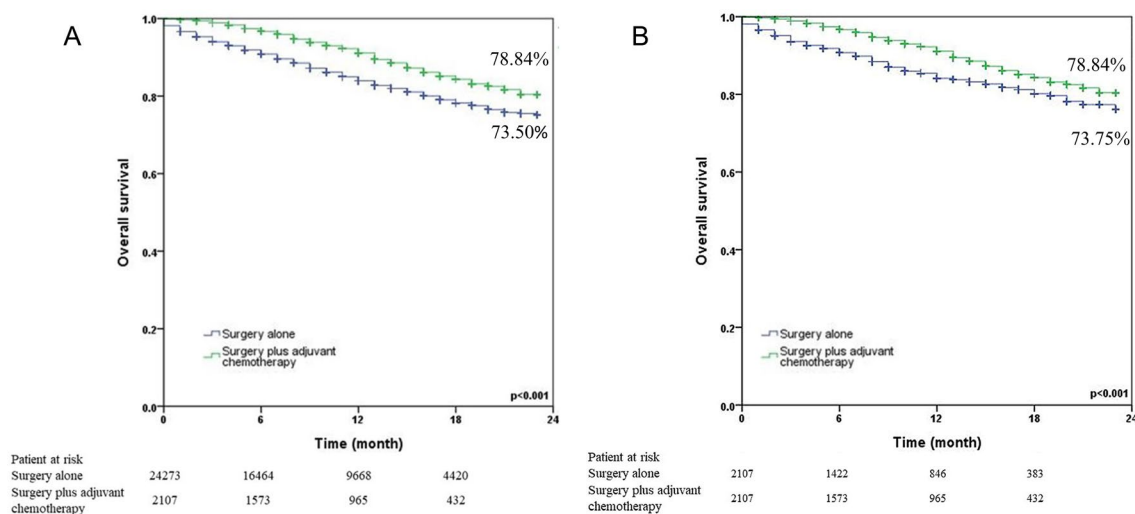 A
1.0
0.8
0.6
0.4
0.2
0.0
Overall survival
78.84%
73.50%
Surgery alone
Surgery plus adjuvant
chemotherapy
p<0.001
0 6 12 18 24
Time (month)
Patient at risk
Surgery alone 24273 16464 9668 4420
Surgery plus adjuvant
chemotherapy 2107 1573 965 432
B
1.0
0.8
0.6
0.4
0.2
0.0
Overall survival
78.84%
73.75%
Surgery alone
Surgery plus adjuvant
chemotherapy
p<0.001
0 6 12 18 24
Time (month)
Patient at risk
Surgery alone 2107 1422 846 383
Surgery plus adjuvant
chemotherapy 2107 1573 965 432